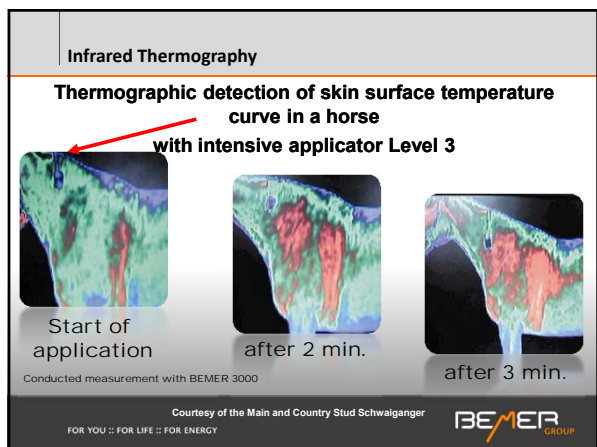 Infrared Thermography
Thermographic detection of skin surface temperature
curve in a horse
with intensive applicator Level 3
Start of
application
after 2 min.
after 3 min.
Conducted measurement with BEMER 3000
Courtesy of the Main and Country Stud Schwaiganger
FOR YOU :: FOR LIFE :: FOR ENERGY
BEMER
GROUP